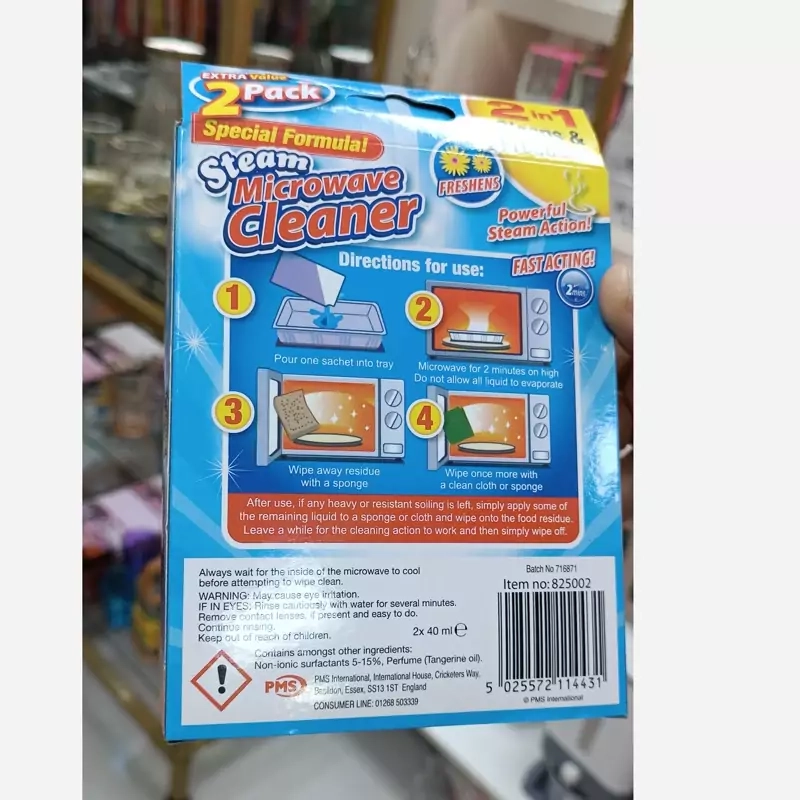 EXTRA Value
2 Pack
Special Formula!
Steam
Microwave
Cleaner
2 in 1
&
FRESHENS
Powerful
Steam Action!
FAST ACTING!
2 mins
Directions for use:
1
Pour one sachet into tray
2
Microwave for 2 minutes on high
Do not allow all liquid to evaporate
3
Wipe away residue
with a sponge
4
Wipe once more with
a clean cloth or sponge
After use, if any heavy or resistant soiling is left, simply apply some of
the remaining liquid to a sponge or cloth and wipe onto the food residue.
Leave a while for the cleaning action to work and then simply wipe off.
Always wait for the inside of the microwave to cool
before attempting to wipe clean.
WARNING: May cause eye irritation.
IF IN EYES: Rinse cautiously with water for several minutes.
Remove contact lenses, if present and easy to do.
Continue rinsing.
Keep out of reach of children.
2x 40 ml ℮
Contains amongst other ingredients:
Non-ionic surfactants 5-15%, Perfume (Tangerine oil).
PMS
PMS International, International House, Cricketers Way,
Basildon, Essex, SS13 1ST England
CONSUMER LINE: 01268 503339
Batch No 716871
Item no: 825002
5 025572 114431
© PMS International